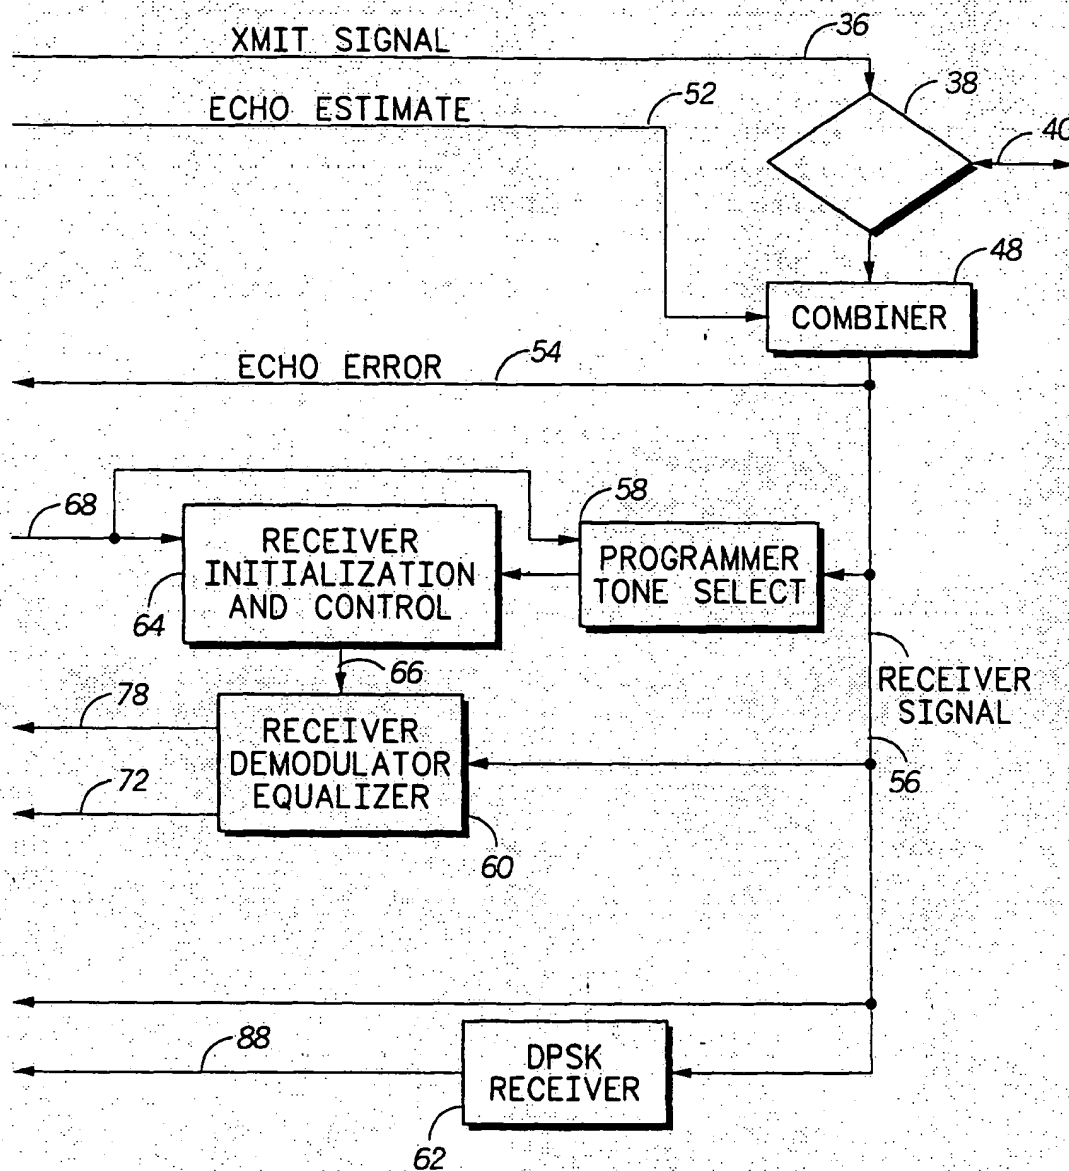 XMIT SIGNAL
36
ECHO ESTIMATE
52
38
40
48
COMBINER
ECHO ERROR
54
68
58
RECEIVER
INITIALIZATION
AND CONTROL
64
PROGRAMMER
TONE SELECT
66
RECEIVER
SIGNAL
78
RECEIVER
DEMODULATOR
EQUALIZER
72
56
60
88
DPSK
RECEIVER
62